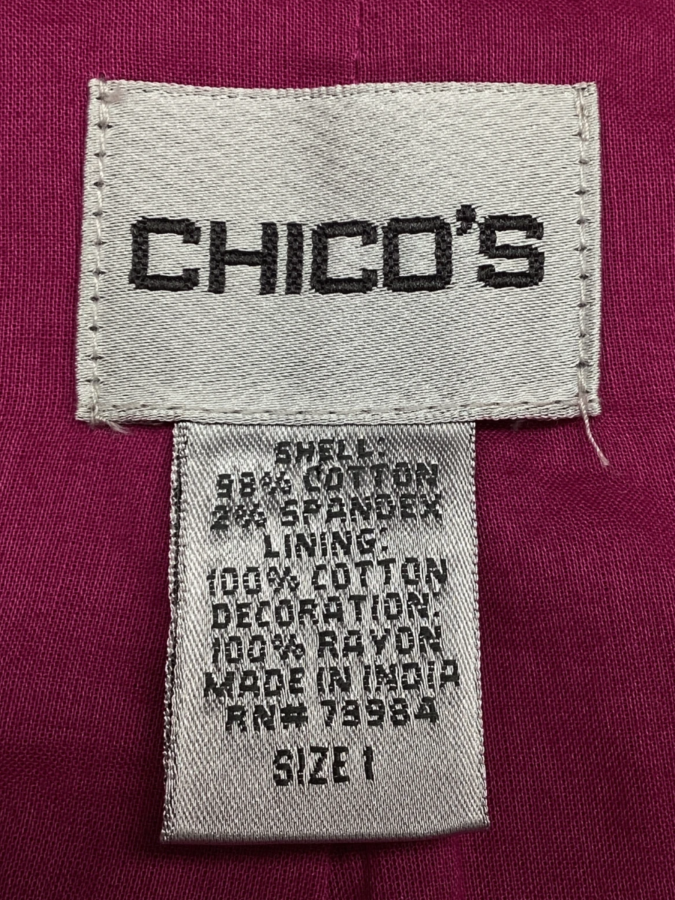 CHICO'S
SHELL:
98% COTTON
2% SPANDEX
LINING:
100% COTTON
DECORATION:
100% RAYON
MADE IN INDIA
RN# 79984
SIZE 1